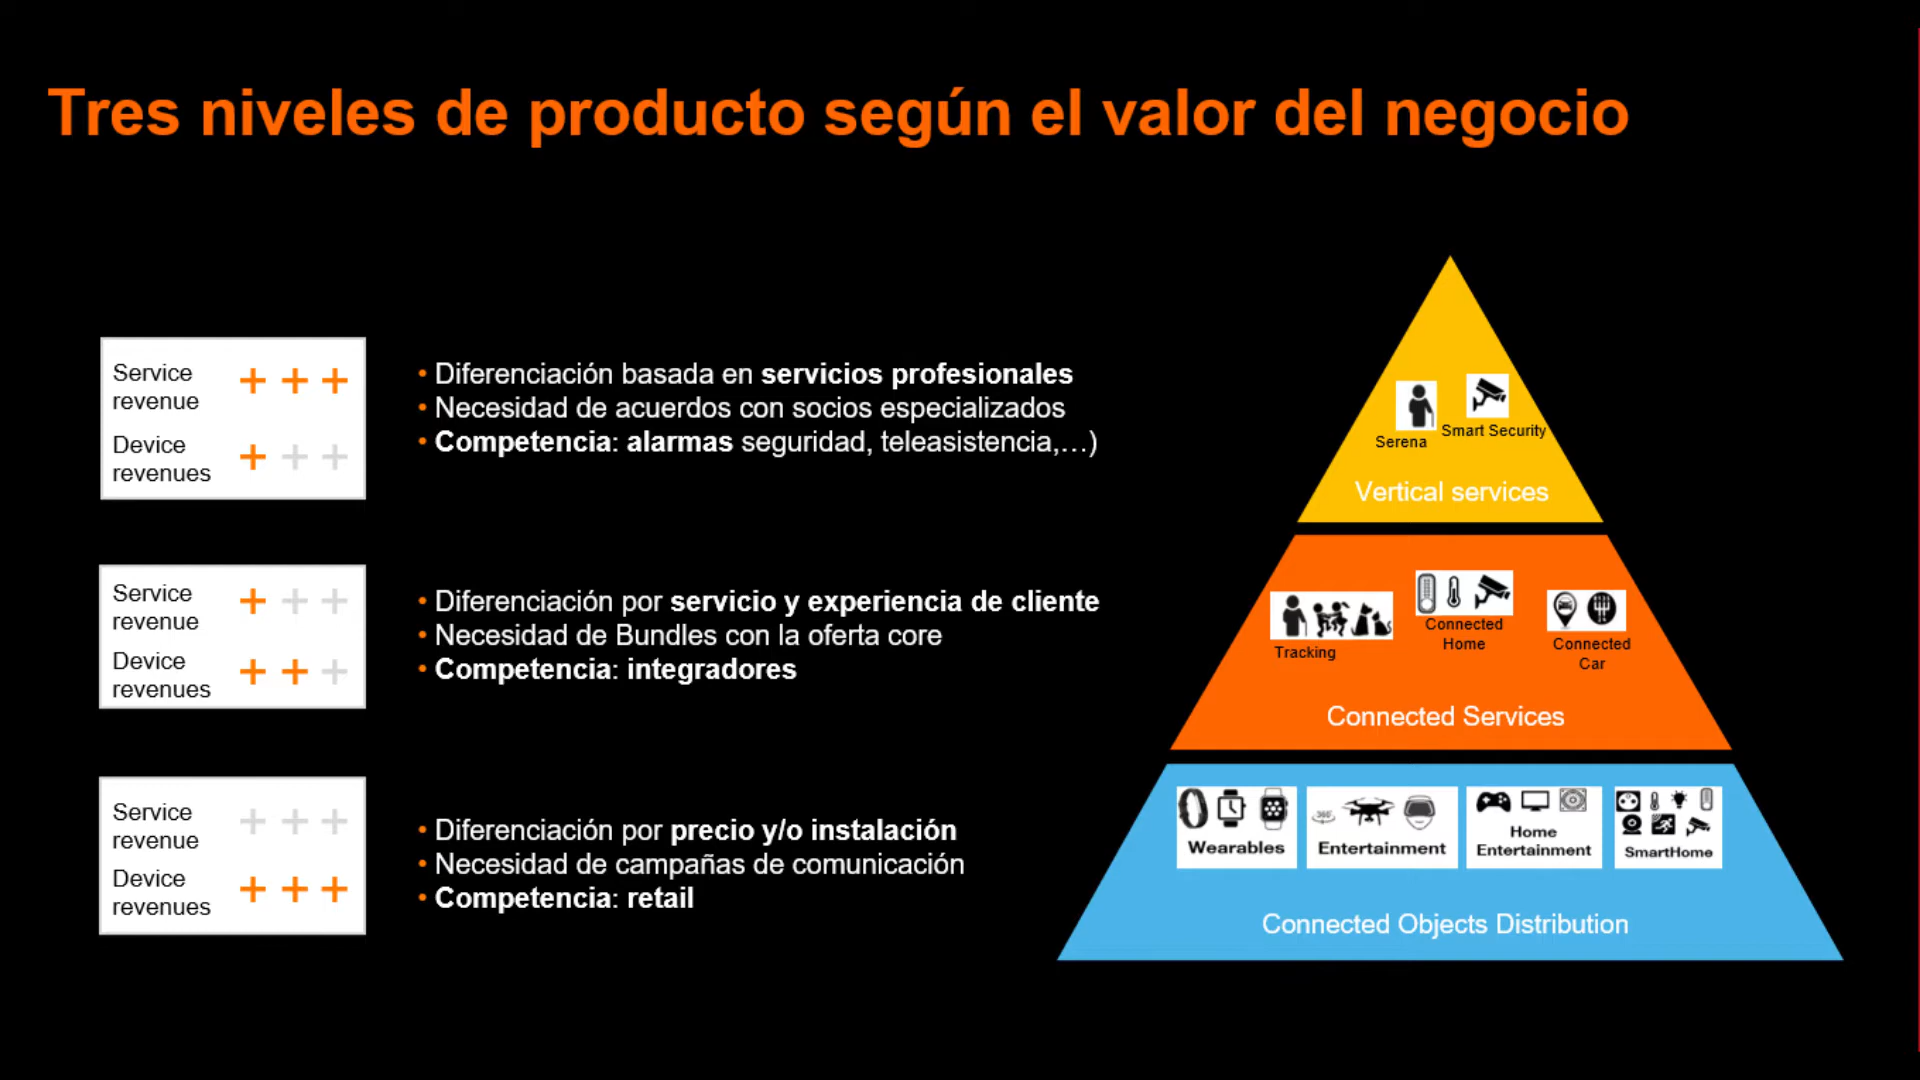 Tres niveles de producto según el valor del negocio
Service
revenue
+ + +
Device
revenues
+ + +
• Diferenciación basada en servicios profesionales
• Necesidad de acuerdos con socios especializados
• Competencia: alarmas seguridad, teleasistencia,…)
Serena
Smart Security
Vertical services
Service
revenue
+ + +
Device
revenues
+ + +
• Diferenciación por servicio y experiencia de cliente
• Necesidad de Bundles con la oferta core
• Competencia: integradores
Tracking
Connected
Home
Connected
Car
Connected Services
Service
revenue
+ + +
Device
revenues
+ + +
• Diferenciación por precio y/o instalación
• Necesidad de campañas de comunicación
• Competencia: retail
Wearables
360°
Entertainment
Home
Entertainment
SmartHome
Connected Objects Distribution